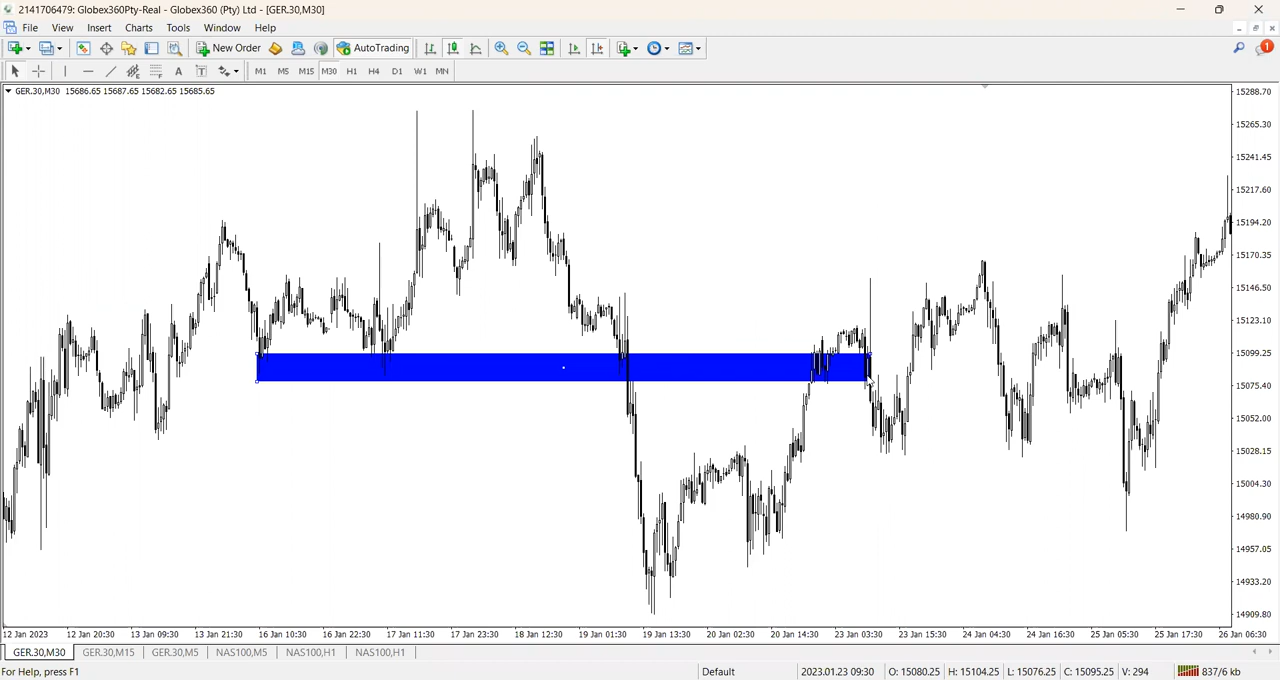 2141706479: Globex360Pty-Real - Globex360 (Pty) Ltd - [GER.30,M30]
File View Insert Charts Tools Window Help
New Order AutoTrading 1
A T M1 M5 M15 M30 H1 H4 D1 W1 MN
GER.30,M30 15686.65 15687.65 15682.65 15685.65
15288.70
15265.30
15241.45
15217.60
15194.20
15170.35
15146.50
15123.10
15099.25
15075.40
15052.00
15028.15
15004.30
14980.90
14957.05
14933.20
14909.80
12 Jan 2023 12 Jan 20:30 13 Jan 09:30 13 Jan 21:30 16 Jan 10:30 16 Jan 22:30 17 Jan 11:30 17 Jan 23:30 18 Jan 12:30 19 Jan 01:30 19 Jan 13:30 20 Jan 02:30 20 Jan 14:30 23 Jan 03:30 23 Jan 15:30 24 Jan 04:30 24 Jan 16:30 25 Jan 05:30 25 Jan 17:30 26 Jan 06:30
GER.30,M30 GER.30,M15 GER.30,M5 NAS100,M5 NAS100,H1 NAS100,H1
For Help, press F1 Default 2023.01.23 09:30 O: 15080.25 H: 15104.25 L: 15076.25 C: 15095.25 V: 294 837/6 kb